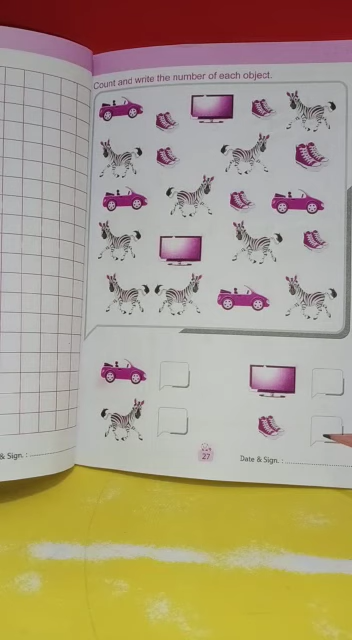 Count and write the number of each object.
& Sign. :
27
Date & Sign. :